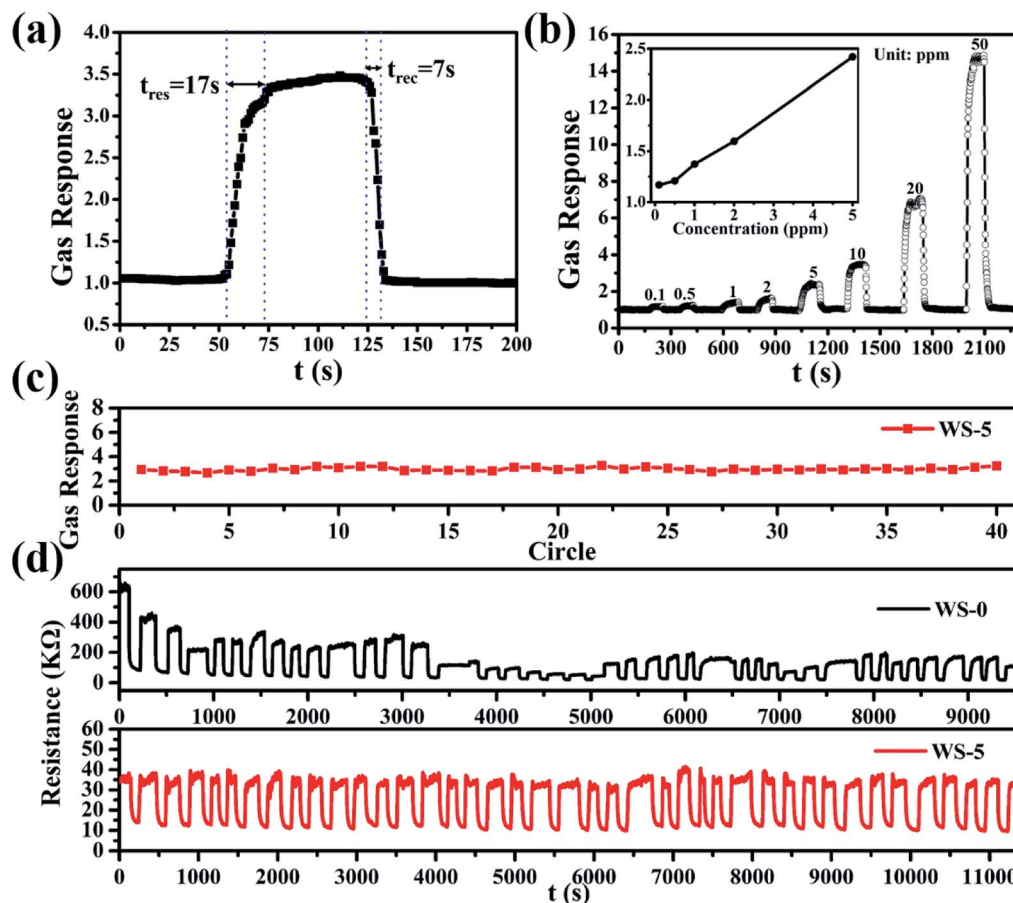 (a)
4.0
3.5
3.0
2.5
2.0
1.5
1.0
0.5
Gas Response
tres=17s
trec=7s
0 25 50 75 100 125 150 175 200
t (s)
(b)
16
14
12
10
8
6
4
2
0
Gas Response
2.5
2.0
1.5
1.0
0 1 2 3 4 5
Concentration (ppm)
Unit: ppm
0.1 0.5 1 2 5 10 20 50
0 300 600 900 1200 1500 1800 2100
t (s)
(c)
8
6
4
2
0
Gas Response
WS-5
0 5 10 15 20 25 30 35 40
Circle
(d)
Resistance (KΩ)
600
400
200
0
WS-0
0 1000 2000 3000 4000 5000 6000 7000 8000 9000
60
50
40
30
20
10
0
WS-5
0 1000 2000 3000 4000 5000 6000 7000 8000 9000 10000 11000
t (s)